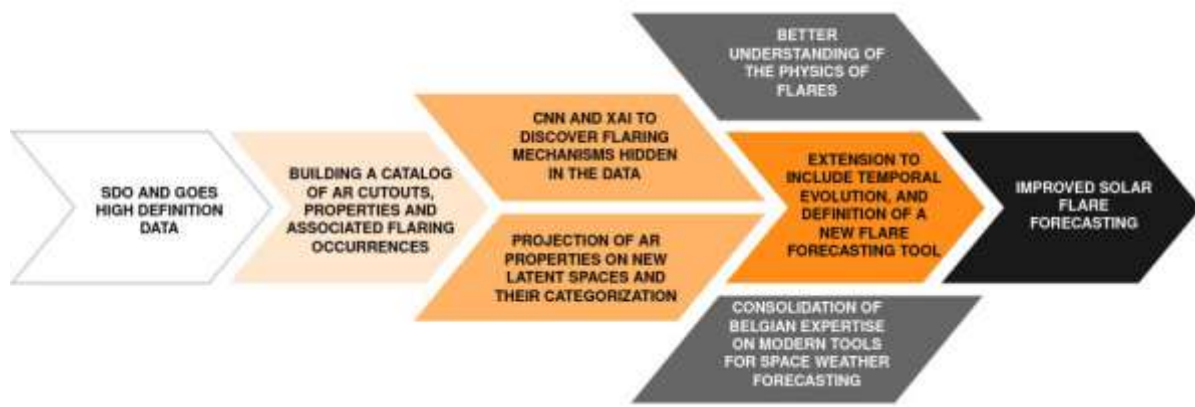 SDO AND GOES
HIGH DEFINITION
DATA
BUILDING A CATALOG
OF AR CUTOUTS,
PROPERTIES AND
ASSOCIATED FLARING
OCCURRENCES
CNN AND XAI TO
DISCOVER FLARING
MECHANISMS HIDDEN
IN THE DATA
PROJECTION OF AR
PROPERTIES ON NEW
LATENT SPACES AND
THEIR CATEGORIZATION
BETTER
UNDERSTANDING OF
THE PHYSICS OF
FLARES
EXTENSION TO
INCLUDE TEMPORAL
EVOLUTION, AND
DEFINITION OF A
NEW FLARE
FORECASTING TOOL
CONSOLIDATION OF
BELGIAN EXPERTISE
ON MODERN TOOLS
FOR SPACE WEATHER
FORECASTING
IMPROVED SOLAR
FLARE
FORECASTING